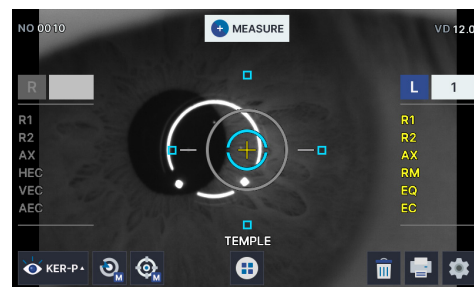 NO 0010
MEASURE
VD 12.0
R
L 1
R1
R2
AX
HEC
VEC
AEC
R1
R2
AX
RM
EQ
EC
TEMPLE
KER-P
M
M